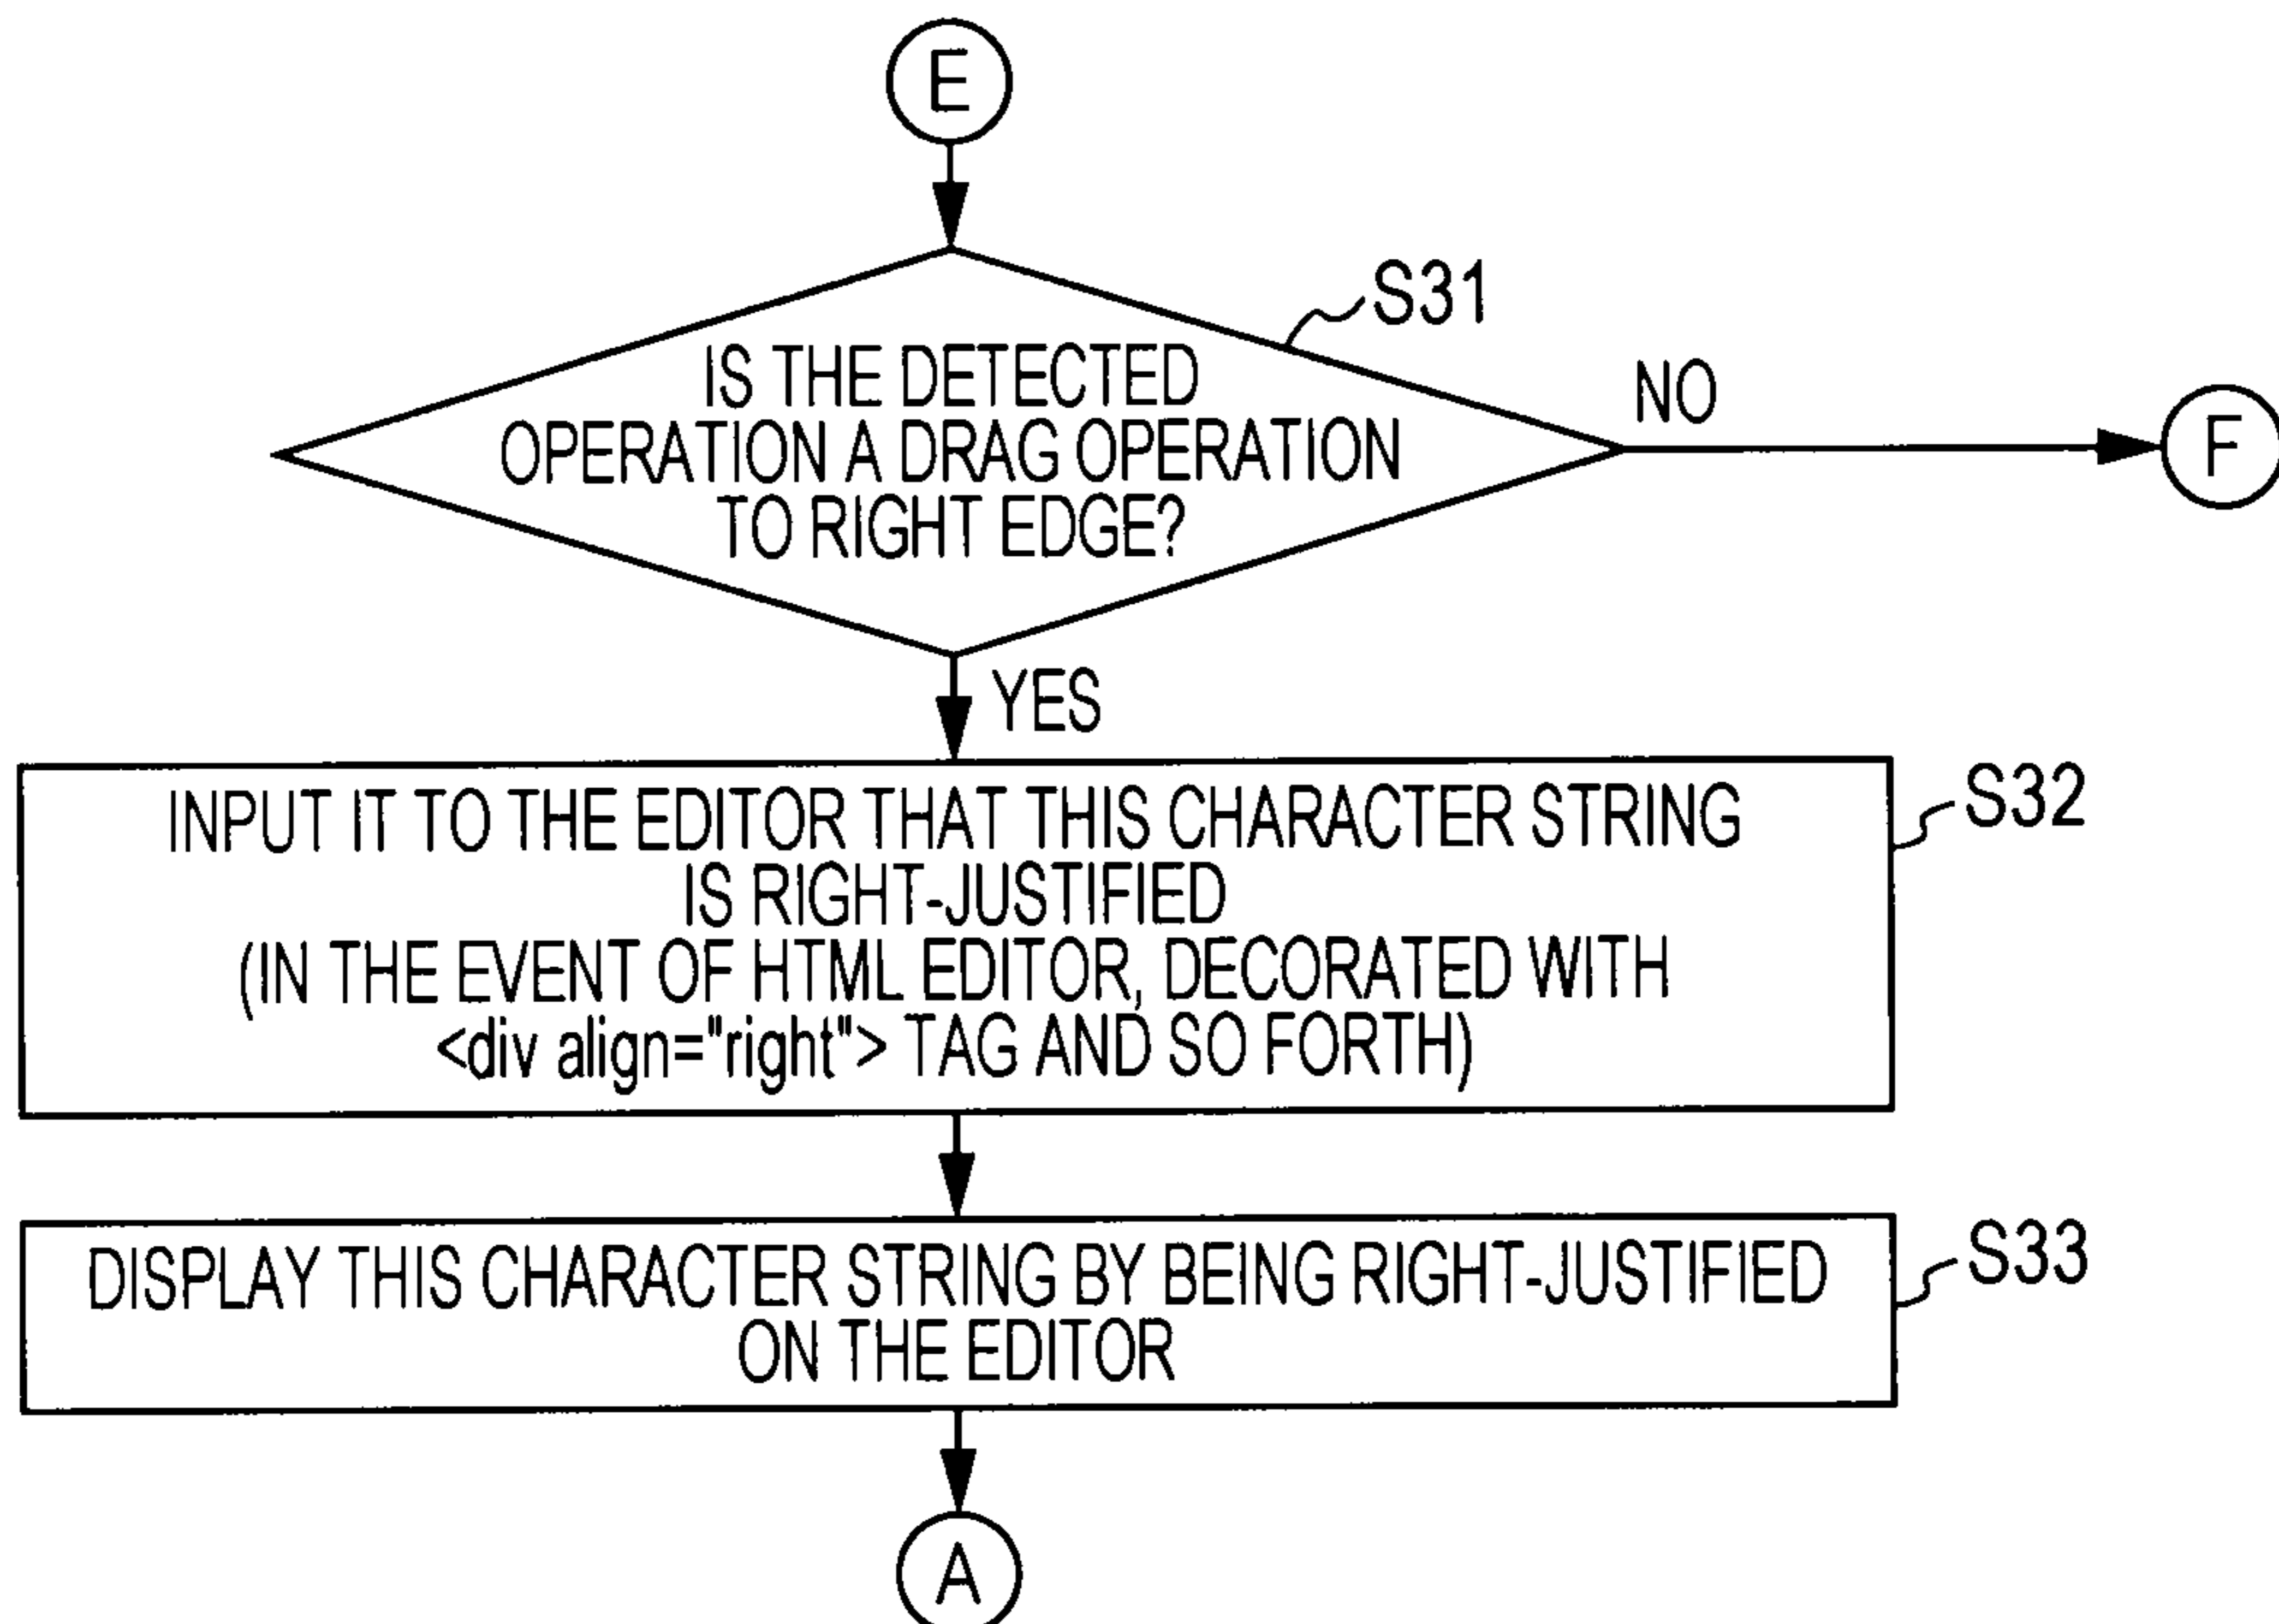 E
S31
IS THE DETECTED
OPERATION A DRAG OPERATION
TO RIGHT EDGE?
NO
F
YES
S32
INPUT IT TO THE EDITOR THAT THIS CHARACTER STRING
IS RIGHT-JUSTIFIED
(IN THE EVENT OF HTML EDITOR, DECORATED WITH
<div align="right"> TAG AND SO FORTH)
S33
DISPLAY THIS CHARACTER STRING BY BEING RIGHT-JUSTIFIED
ON THE EDITOR
A